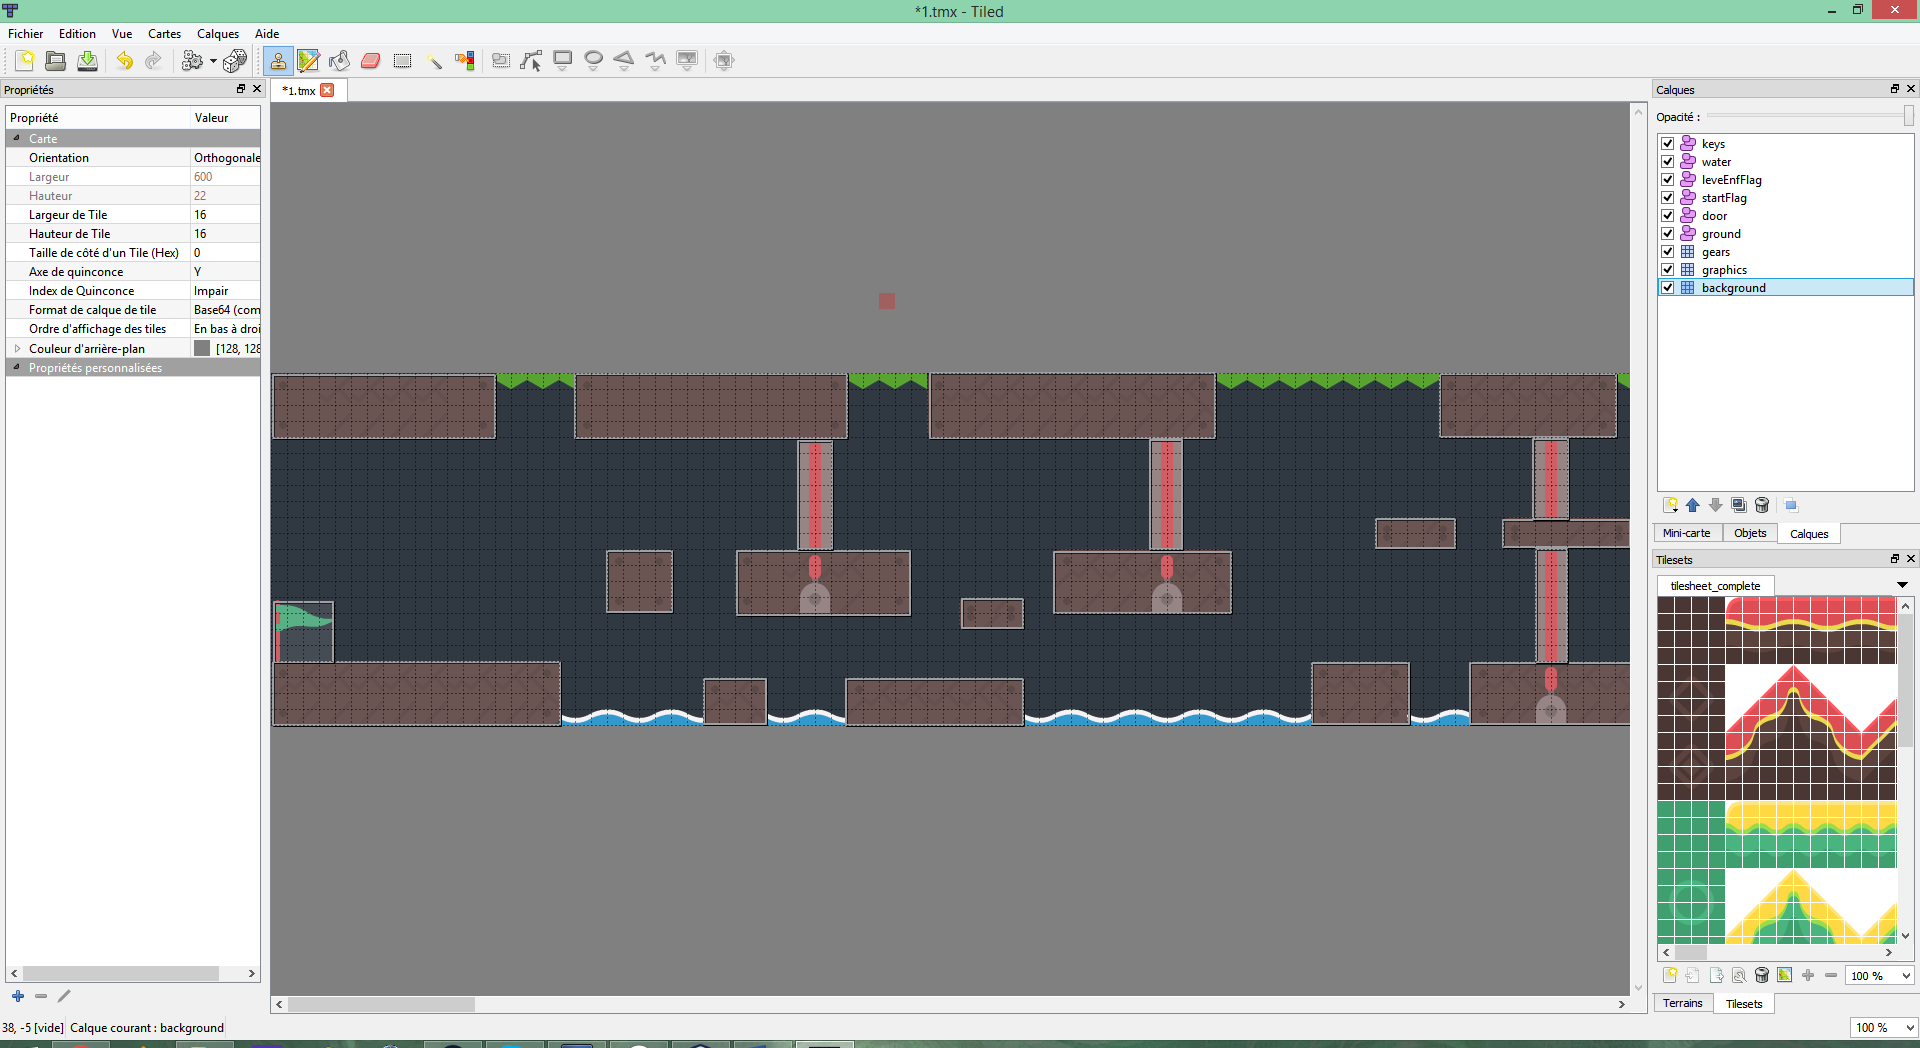 *1.tmx - Tiled
Fichier Edition Vue Cartes Calques Aide
Propriétés
*1.tmx
Propriété Valeur
Carte
Orientation Orthogonale
Largeur 600
Hauteur 22
Largeur de Tile 16
Hauteur de Tile 16
Taille de côté d'un Tile (Hex) 0
Axe de quinconce Y
Index de Quinconce Impair
Format de calque de tile Base64 (com
Ordre d'affichage des tiles En bas à droi
Couleur d'arrière-plan [128, 128
Propriétés personnalisées
Calques
Opacité :
keys
water
leveEnfFlag
startFlag
door
ground
gears
graphics
background
Mini-carte Objets Calques
Tilesets
tilesheet_complete
100 %
Terrains Tilesets
38, -5 [vide] Calque courant : background
100 %